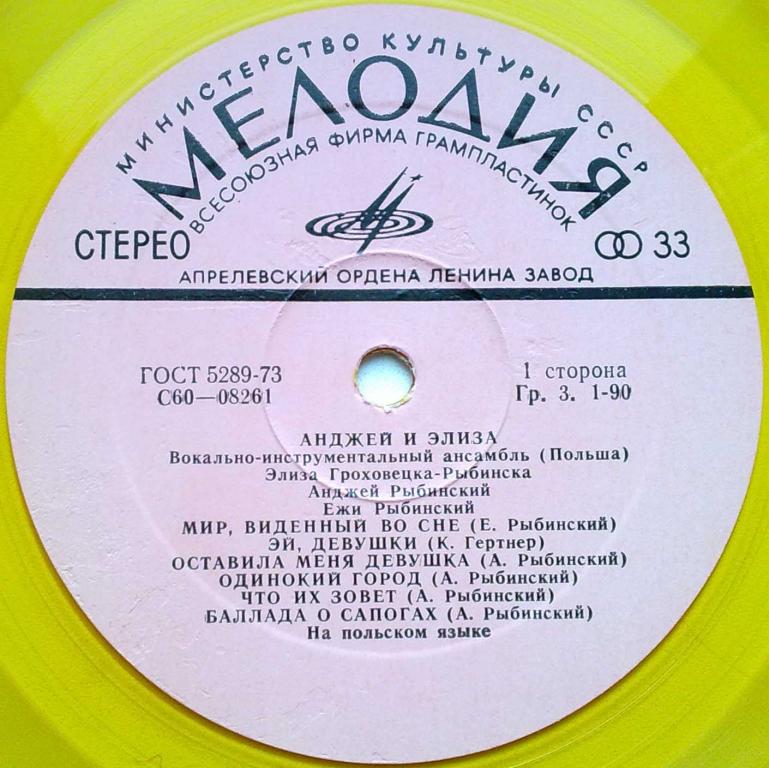 МИНИСТЕРСТВО КУЛЬТУРЫ СССР
МЕЛОДИЯ
ВСЕСОЮЗНАЯ ФИРМА ГРАМПЛАСТИНОК
СТЕРЕО
33
АПРЕЛЕВСКИЙ ОРДЕНА ЛЕНИНА ЗАВОД
ГОСТ 5289-73
С60—08261
1 сторона
Гр. 3. 1-90
АНДЖЕЙ И ЭЛИЗА
Вокально-инструментальный ансамбль (Польша)
Элиза Гроховецка-Рыбинска
Анджей Рыбинский
Ежи Рыбинский
МИР, ВИДЕННЫЙ ВО СНЕ (Е. Рыбинский)
ЭЙ, ДЕВУШКИ (К. Гертнер)
ОСТАВИЛА МЕНЯ ДЕВУШКА (А. Рыбинский)
ОДИНОКИЙ ГОРОД (А. Рыбинский)
ЧТО ИХ ЗОВЕТ (А. Рыбинский)
БАЛЛАДА О САПОГАХ (А. Рыбинский)
На польском языке